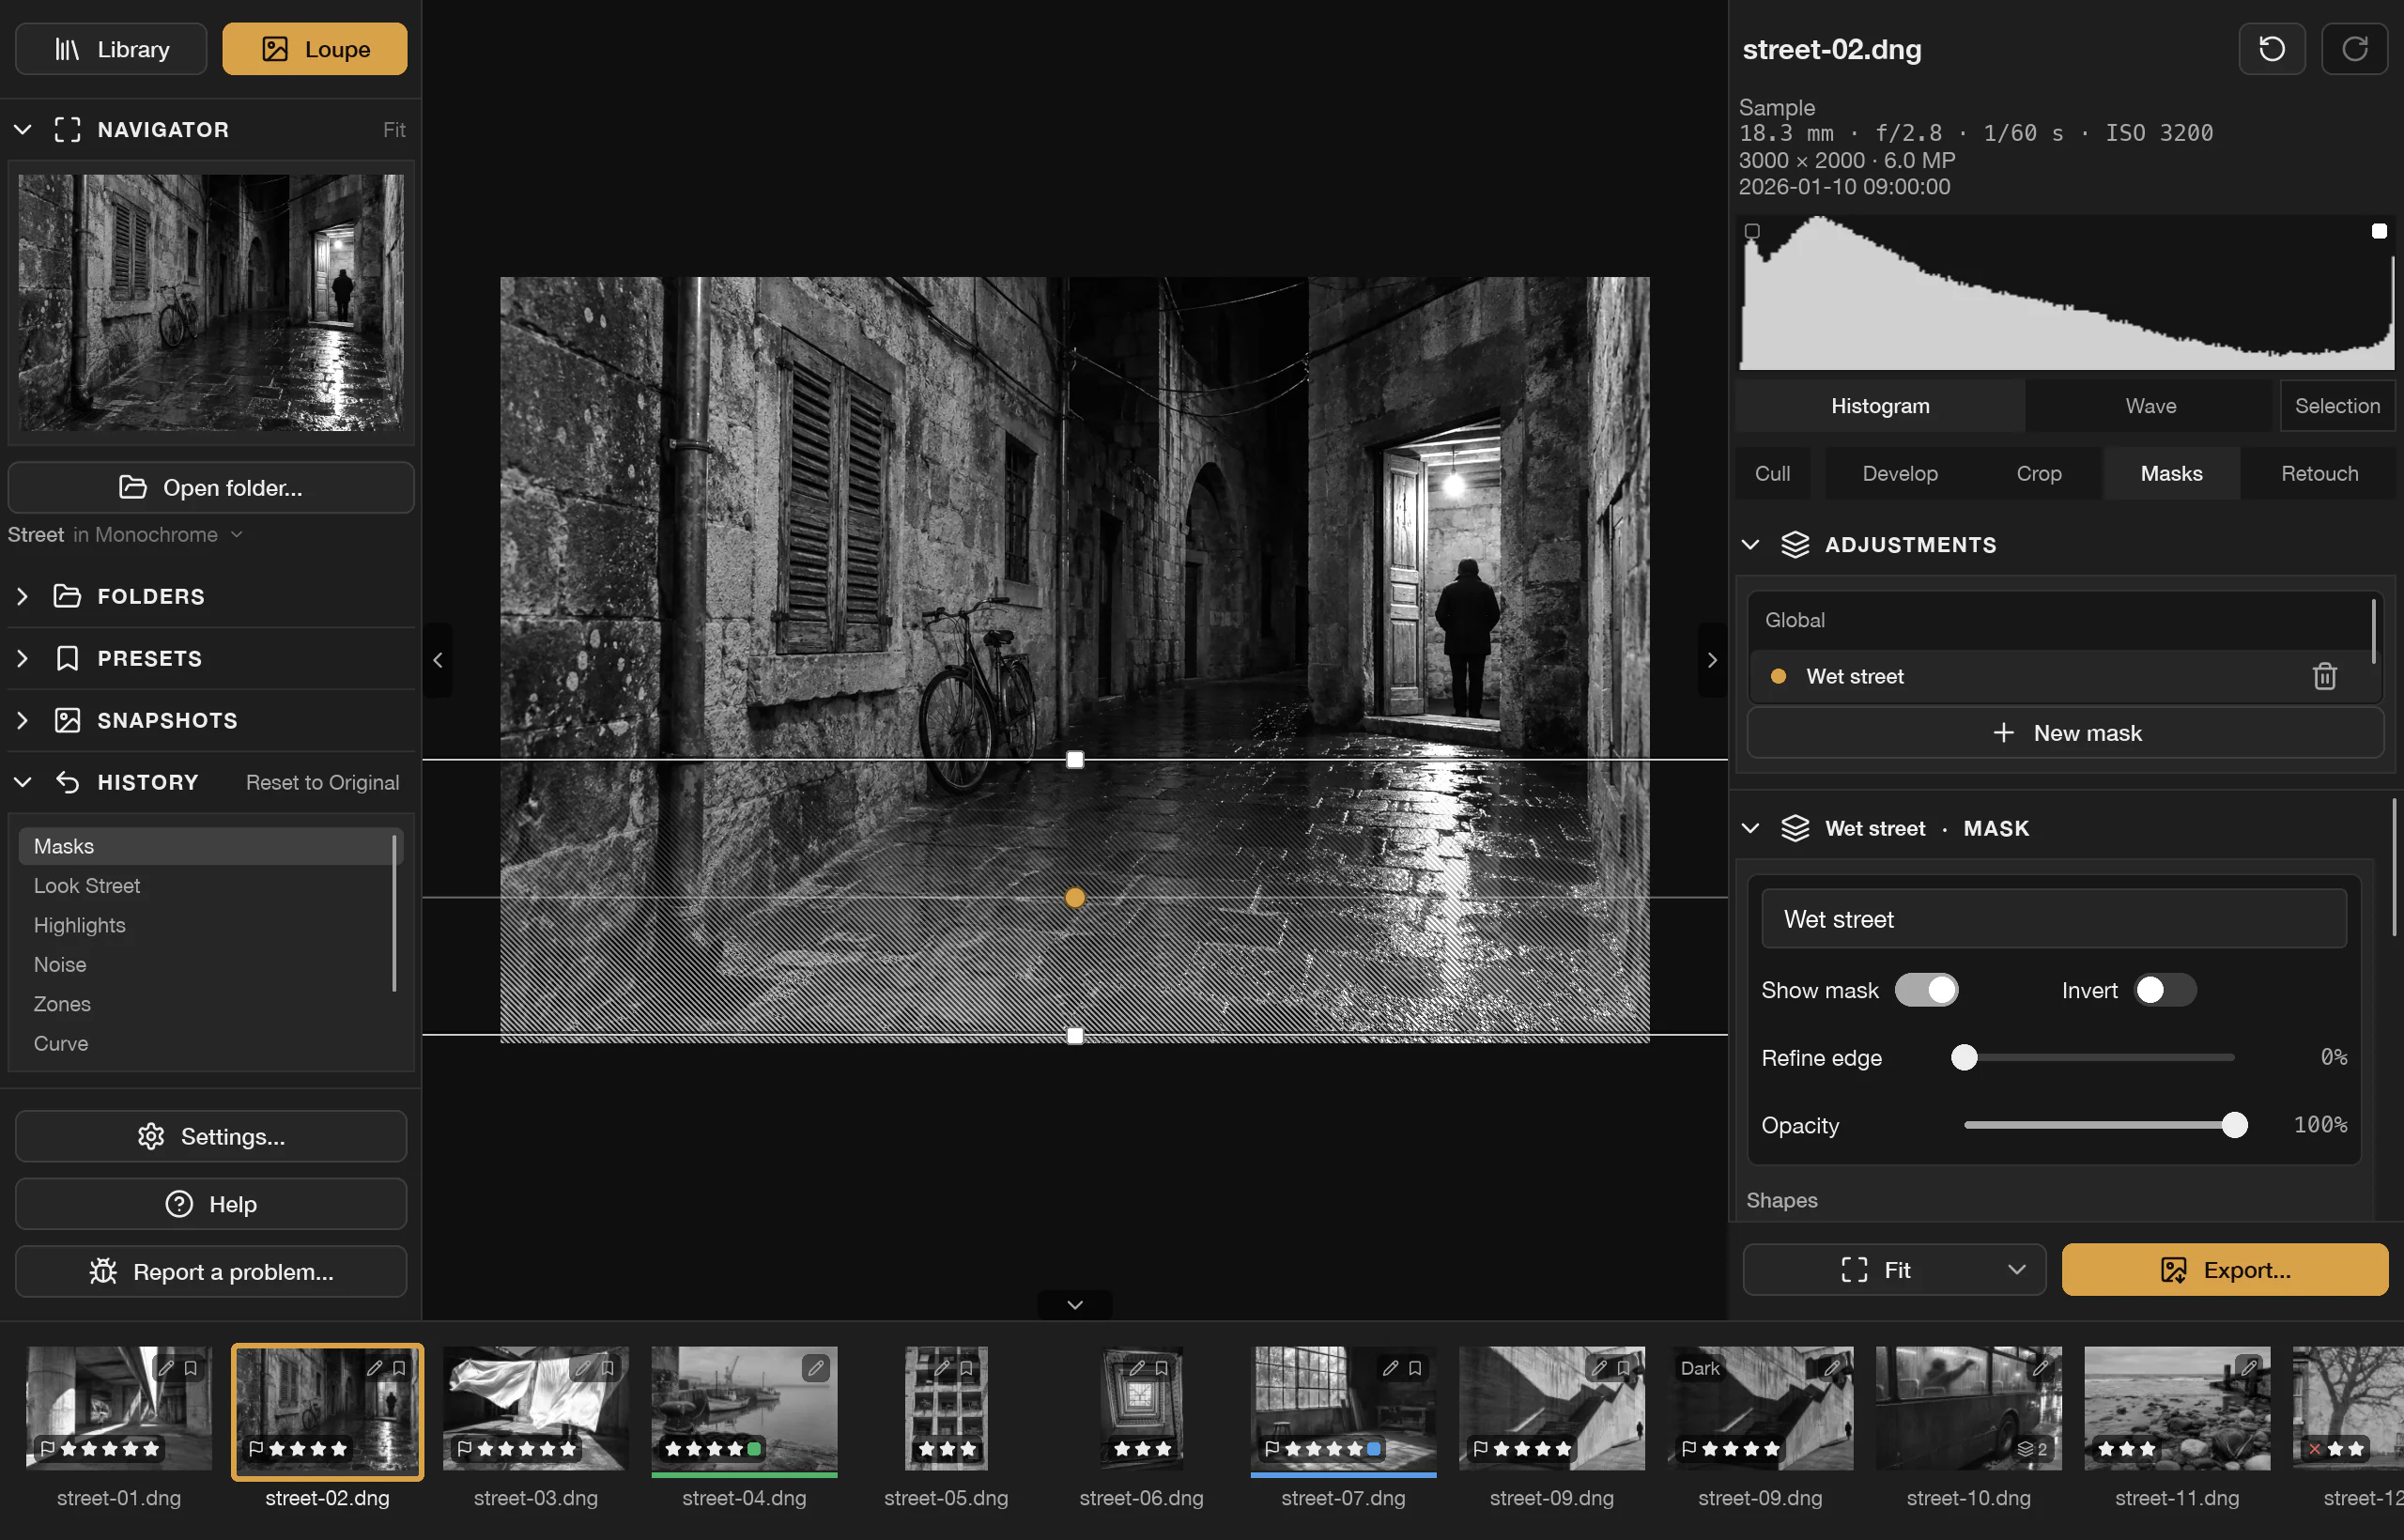 Library
Loupe
NAVIGATOR
Fit
Open folder...
Street in Monochrome
FOLDERS
PRESETS
SNAPSHOTS
HISTORY
Reset to Original
Masks
Look Street
Highlights
Noise
Zones
Curve
Settings...
Help
Report a problem...
street-02.dng
Sample
18.3 mm · f/2.8 · 1/60 s · ISO 3200
3000 × 2000 · 6.0 MP
2026-01-10 09:00:00
Histogram
Wave
Selection
Cull
Develop
Crop
Masks
Retouch
ADJUSTMENTS
Global
Wet street
New mask
Wet street · MASK
Wet street
Show mask
Invert
Refine edge
0%
Opacity
100%
Shapes
Fit
Export...
Dark
2
street-01.dng
street-02.dng
street-03.dng
street-04.dng
street-05.dng
street-06.dng
street-07.dng
street-09.dng
street-09.dng
street-10.dng
street-11.dng
street-12